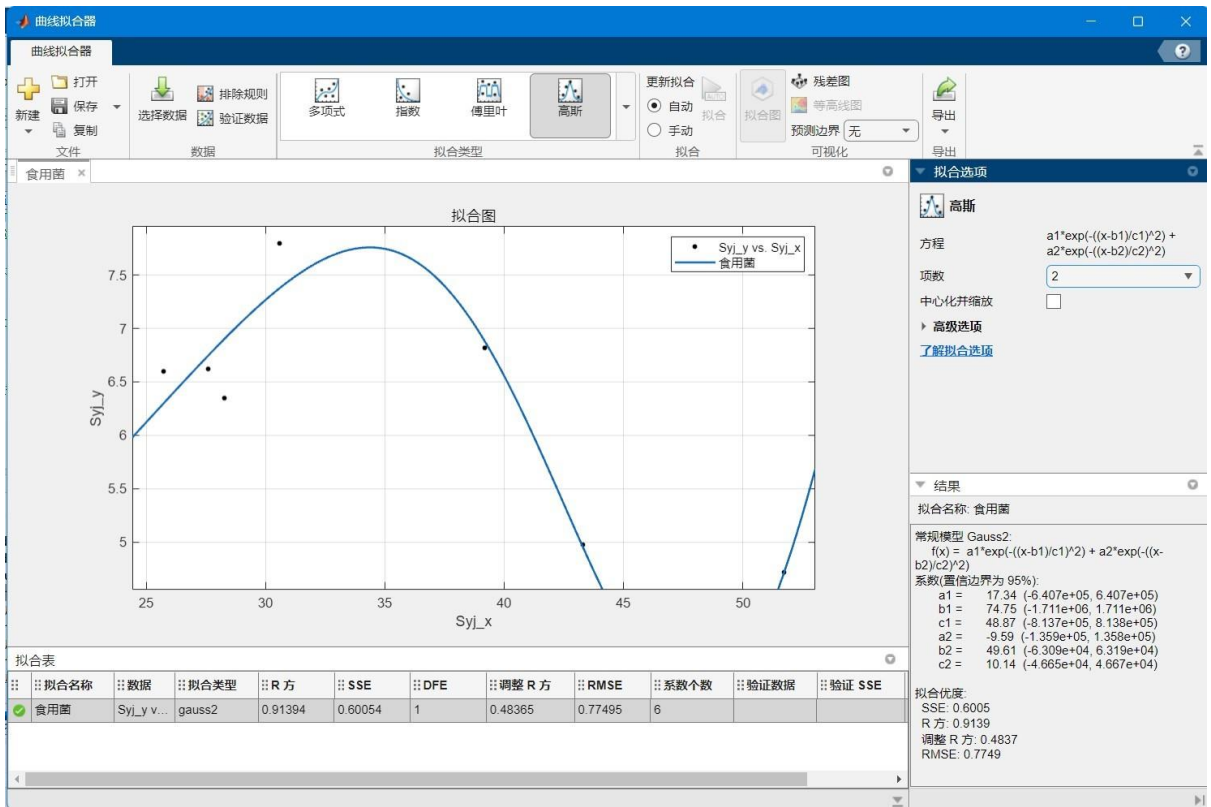 曲线拟合器
曲线拟合器
?
新建
打开
保存
复制
文件
选择数据
排除规则
验证数据
数据
多项式
指数
傅里叶
高斯
拟合类型
更新拟合
自动
手动
拟合
拟合
拟合图
残差图
等高线图
预测边界 无
可视化
导出
导出
食用菌 ×
拟合图
Syj_y vs. Syj_x
食用菌
7.5
7
6.5
6
5.5
5
Syj_y
25 30 35 40 45 50
Syj_x
拟合选项
高斯
方程 a1*exp(-((x-b1)/c1)^2) +
a2*exp(-((x-b2)/c2)^2)
项数 2
中心化并缩放
高级选项
了解拟合选项
结果
拟合名称: 食用菌
常规模型 Gauss2:
f(x) = a1*exp(-((x-b1)/c1)^2) + a2*exp(-((x-
b2)/c2)^2)
系数(置信边界为 95%):
a1 = 17.34 (-6.407e+05, 6.407e+05)
b1 = 74.75 (-1.711e+06, 1.711e+06)
c1 = 48.87 (-8.137e+05, 8.138e+05)
a2 = -9.59 (-1.359e+05, 1.358e+05)
b2 = 49.61 (-6.309e+04, 6.319e+04)
c2 = 10.14 (-4.665e+04, 4.667e+04)
拟合优度:
SSE: 0.6005
R 方: 0.9139
调整 R 方: 0.4837
RMSE: 0.7749
拟合表
拟合名称 数据 拟合类型 R 方 SSE DFE 调整 R 方 RMSE 系数个数 验证数据 验证 SSE
食用菌 Syj_y v... gauss2 0.91394 0.60054 1 0.48365 0.77495 6